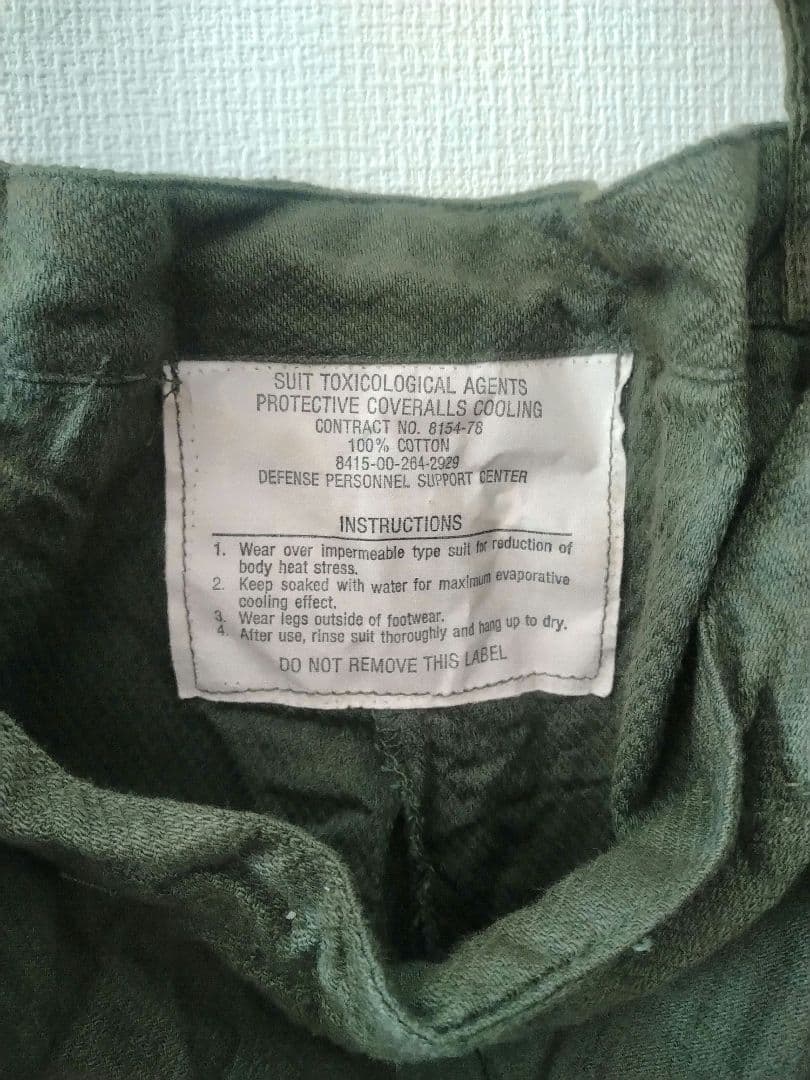 SUIT TOXICOLOGICAL AGENTS
PROTECTIVE COVERALLS COOLING
CONTRACT NO. 8154-78
100% COTTON
8415-00-264-2929
DEFENSE PERSONNEL SUPPORT CENTER
INSTRUCTIONS
1. Wear over impermeable type suit for reduction of
body heat stress.
2. Keep soaked with water for maximum evaporative
cooling effect.
3. Wear legs outside of footwear.
4. After use, rinse suit thoroughly and hang up to dry.
DO NOT REMOVE THIS LABEL